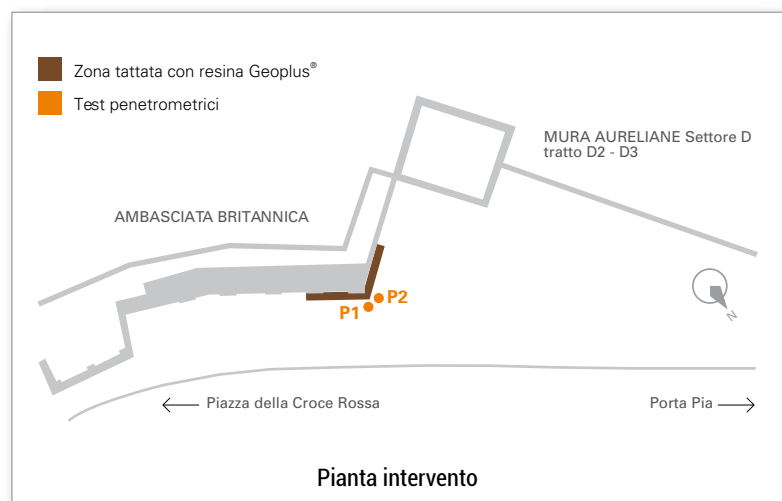 Zona tattata con resina Geoplus®
Test penetrometrici
MURA AURELIANE Settore D
tratto D2 - D3
AMBASCIATA BRITANNICA
P2
P1
N
Piazza della Croce Rossa
Porta Pia
Pianta intervento